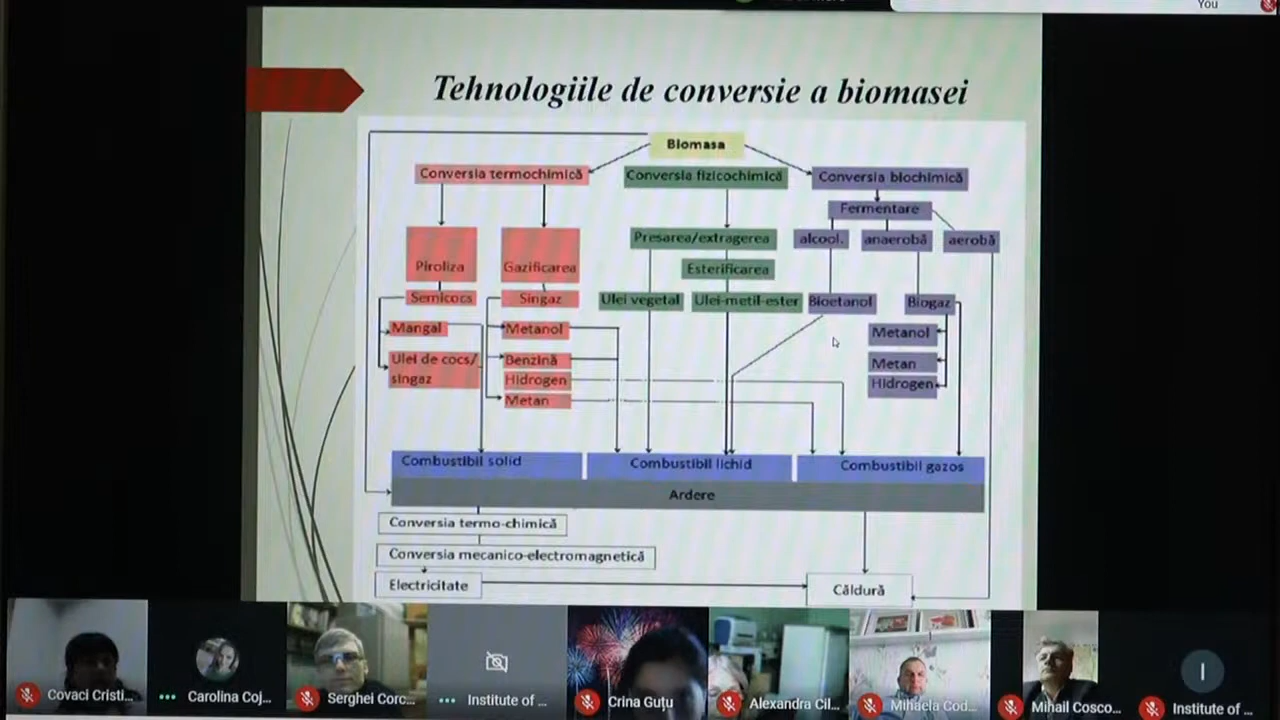 You
Tehnologiile de conversie a biomasei
Biomasa
Conversia termochimică
Conversia fizicochimică
Conversia biochimică
Fermentare
Presarea/extragerea
alcool.
anaerobă
aerobă
Piroliza
Gazificarea
Esterificarea
Semicocs
Singaz
Ulei vegetal
Ulei-metil-ester
Bioetanol
Biogaz
Mangal
Metanol
Metanol
Ulei de cocs/
singaz
Benzină
Hidrogen
Metan
Metan
Hidrogen
Combustibil solid
Combustibil lichid
Combustibil gazos
Ardere
Conversia termo-chimică
Conversia mecanico-electromagnetică
Electricitate
Căldură
Covaci Cristi...
Carolina Coj...
Serghei Corc...
Institute of ...
Crina Guțu
Alexandra Cil...
Mihaela Cod...
Mihail Cosco...
I
Institute of ...